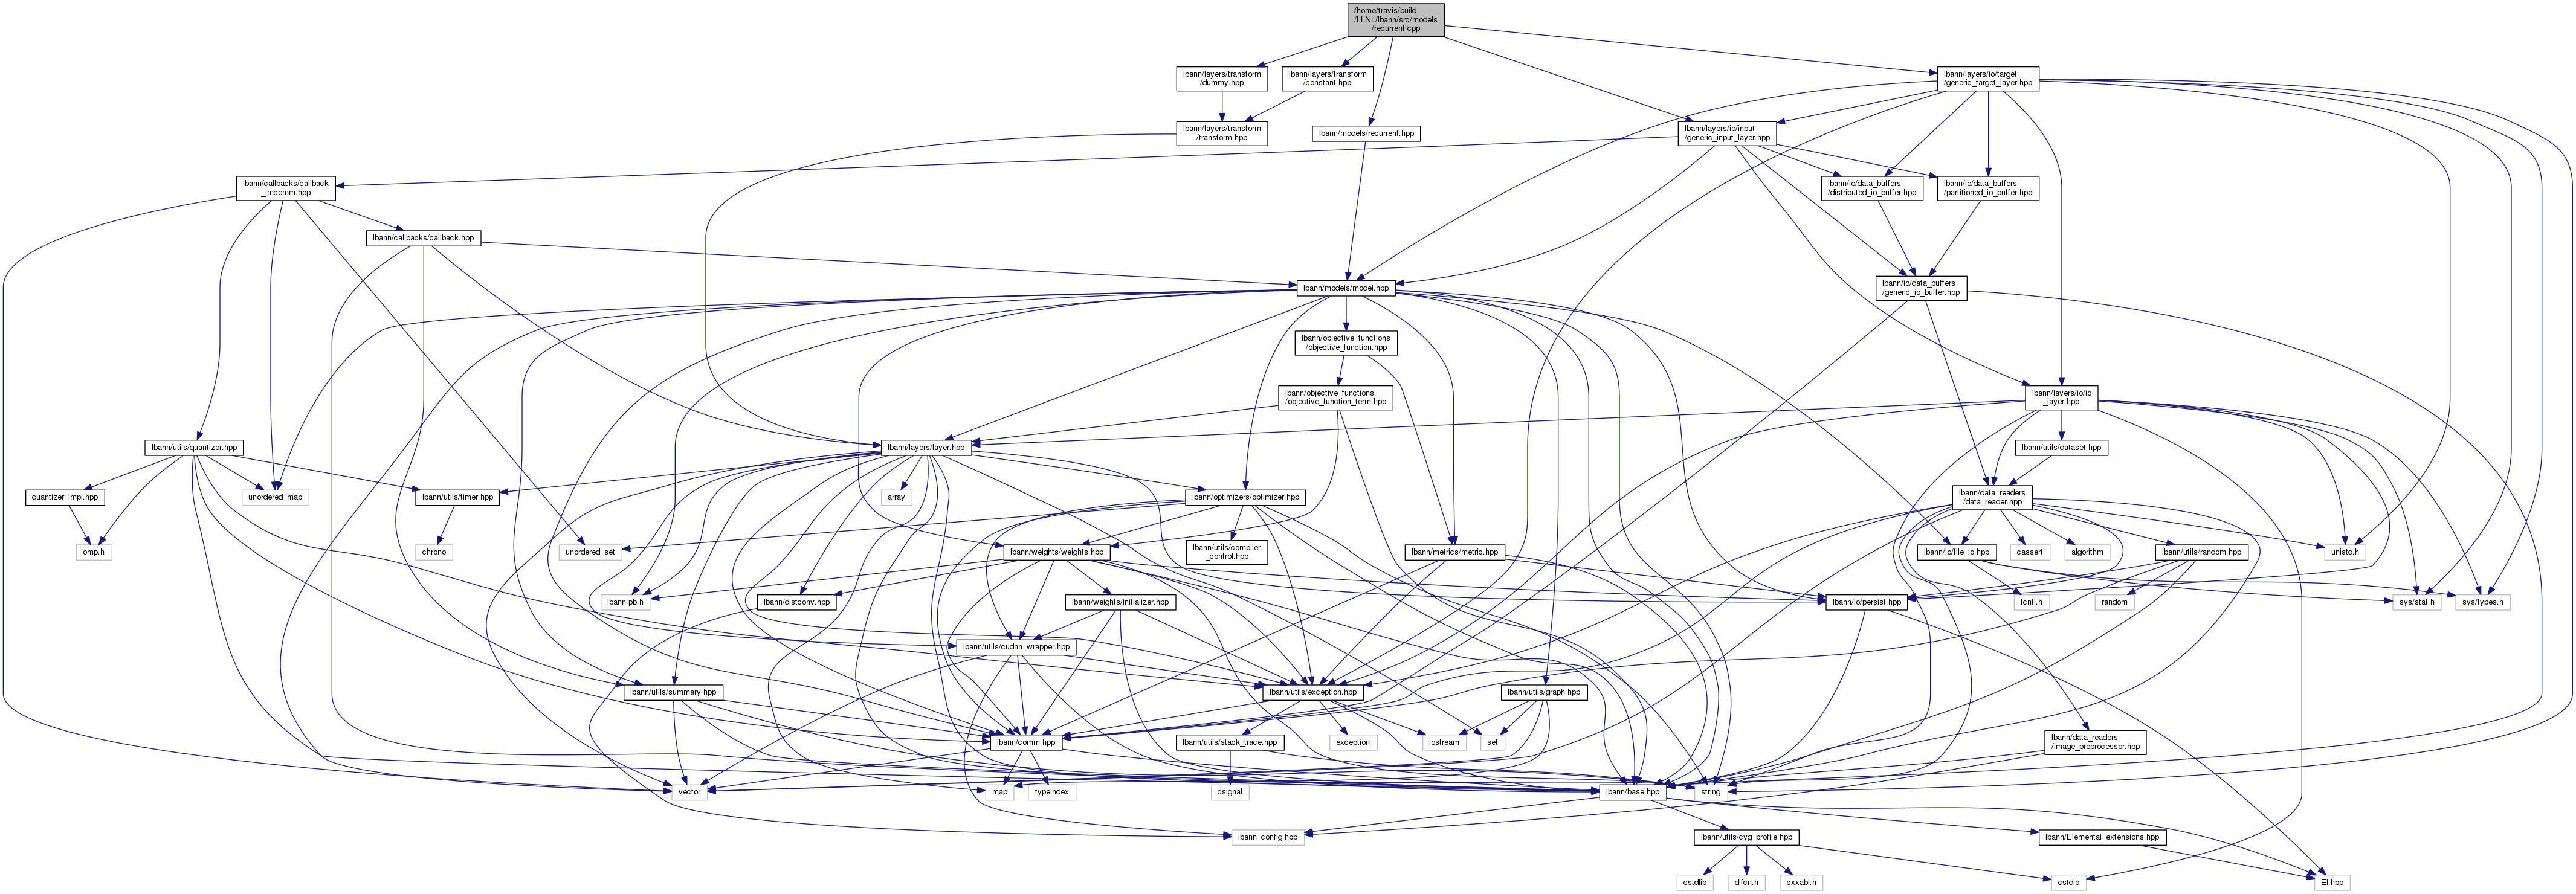 /home/travis/build
/LLNL/lbann/src/models
/recurrent.cpp
lbann/layers/transform
/dummy.hpp
lbann/layers/transform
/constant.hpp
lbann/layers/io/target
/generic_target_layer.hpp
lbann/layers/transform
/transform.hpp
lbann/models/recurrent.hpp
lbann/layers/io/input
/generic_input_layer.hpp
lbann/callbacks/callback
_imcomm.hpp
lbann/io/data_buffers
/distributed_io_buffer.hpp
lbann/io/data_buffers
/partitioned_io_buffer.hpp
lbann/callbacks/callback.hpp
lbann/models/model.hpp
lbann/io/data_buffers
/generic_io_buffer.hpp
lbann/objective_functions
/objective_function.hpp
lbann/objective_functions
/objective_function_term.hpp
lbann/layers/io/io
_layer.hpp
lbann/utils/quantizer.hpp
lbann/layers/layer.hpp
lbann/utils/dataset.hpp
quantizer_impl.hpp
unordered_map
lbann/utils/timer.hpp
array
lbann/optimizers/optimizer.hpp
lbann/data_readers
/data_reader.hpp
omp.h
chrono
unordered_set
lbann/weights/weights.hpp
lbann/utils/compiler
_control.hpp
lbann/metrics/metric.hpp
lbann/io/file_io.hpp
cassert
algorithm
lbann/utils/random.hpp
unistd.h
lbann.pb.h
lbann/distconv.hpp
lbann/weights/initializer.hpp
lbann/io/persist.hpp
fcntl.h
random
sys/stat.h
sys/types.h
lbann/utils/cudnn_wrapper.hpp
lbann/utils/summary.hpp
lbann/utils/exception.hpp
lbann/utils/graph.hpp
lbann/comm.hpp
lbann/utils/stack_trace.hpp
exception
iostream
set
lbann/data_readers
/image_preprocessor.hpp
vector
map
typeindex
csignal
lbann/base.hpp
string
lbann_config.hpp
lbann/utils/cyg_profile.hpp
lbann/Elemental_extensions.hpp
cstdlib
dlfcn.h
cxxabi.h
cstdio
El.hpp